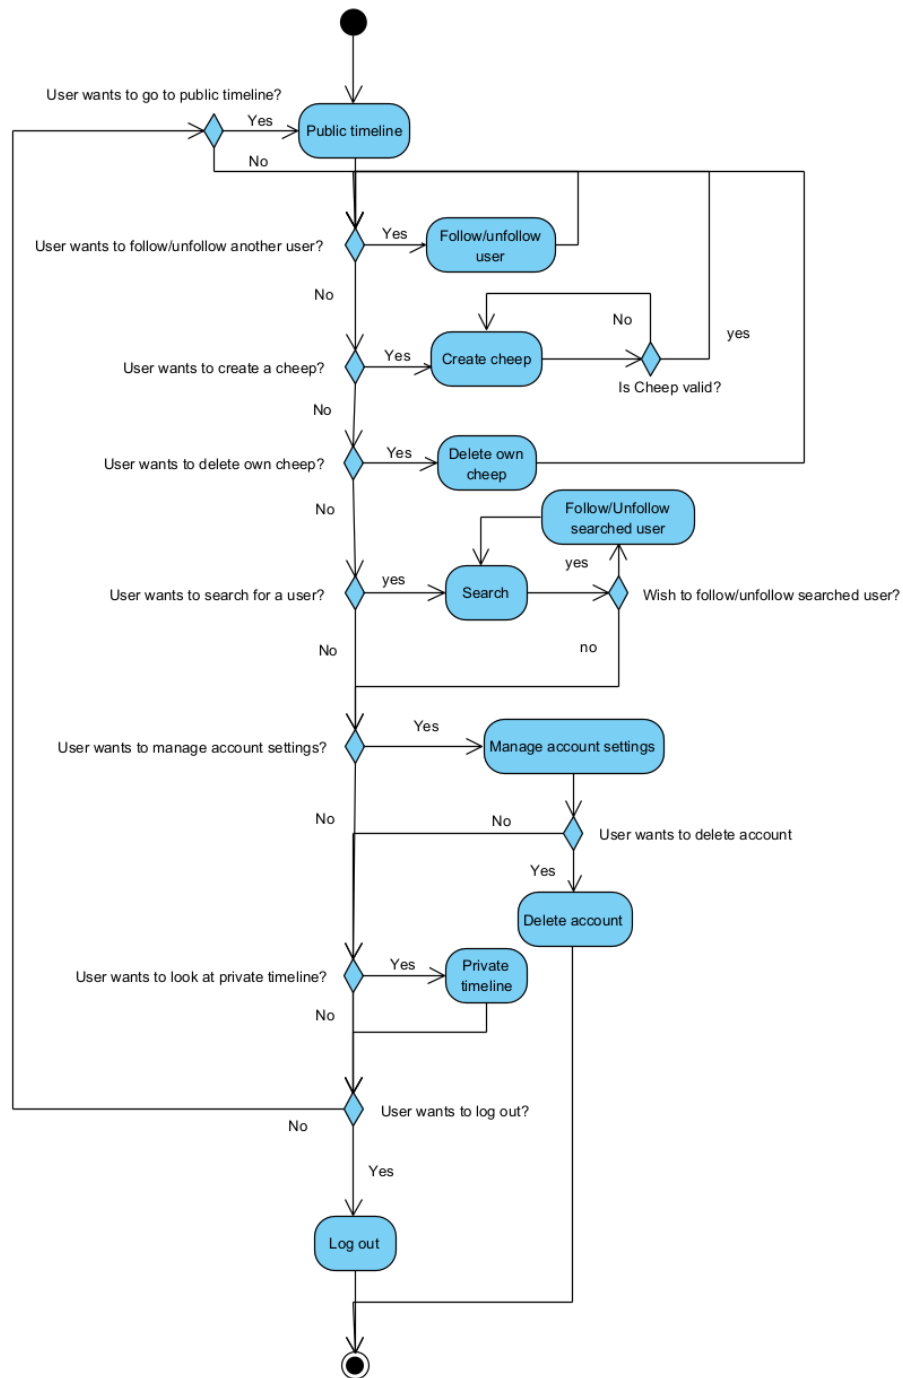 User wants to go to public timeline?
Yes
Public timeline
No
User wants to follow/unfollow another user?
Yes
Follow/unfollow
user
No
No
yes
User wants to create a cheep?
Yes
Create cheep
Is Cheep valid?
No
User wants to delete own cheep?
Yes
Delete own
cheep
No
Follow/Unfollow
searched user
yes
User wants to search for a user?
yes
Search
Wish to follow/unfollow searched user?
No
no
Yes
User wants to manage account settings?
Manage account settings
No
No
User wants to delete account
Yes
Delete account
User wants to look at private timeline?
Yes
Private
timeline
No
User wants to log out?
No
Yes
Log out